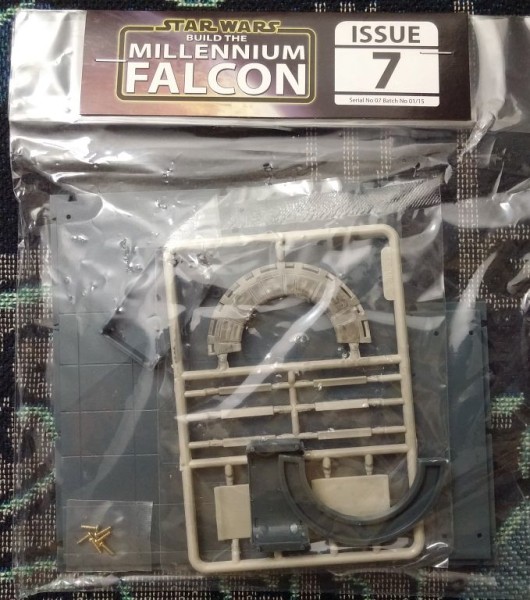 STAR WARS
BUILD THE
MILLENNIUM
FALCON
ISSUE
7
Serial No 07 Batch No 01/15